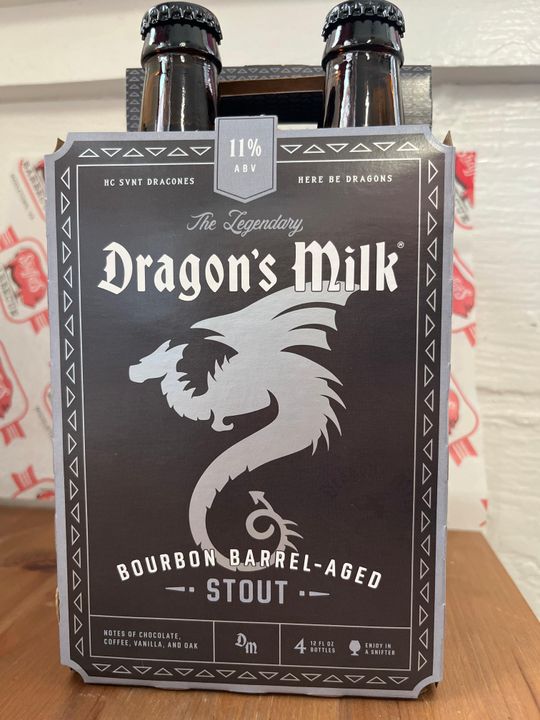 11%
ABV
HC SVNT DRACONES
HERE BE DRAGONS
The Legendary
Dragon's Milk®
BOURBON BARREL-AGED
STOUT
NOTES OF CHOCOLATE,
COFFEE, VANILLA, AND OAK
DM
4 12 FL OZ
BOTTLES
ENJOY IN
A SNIFTER